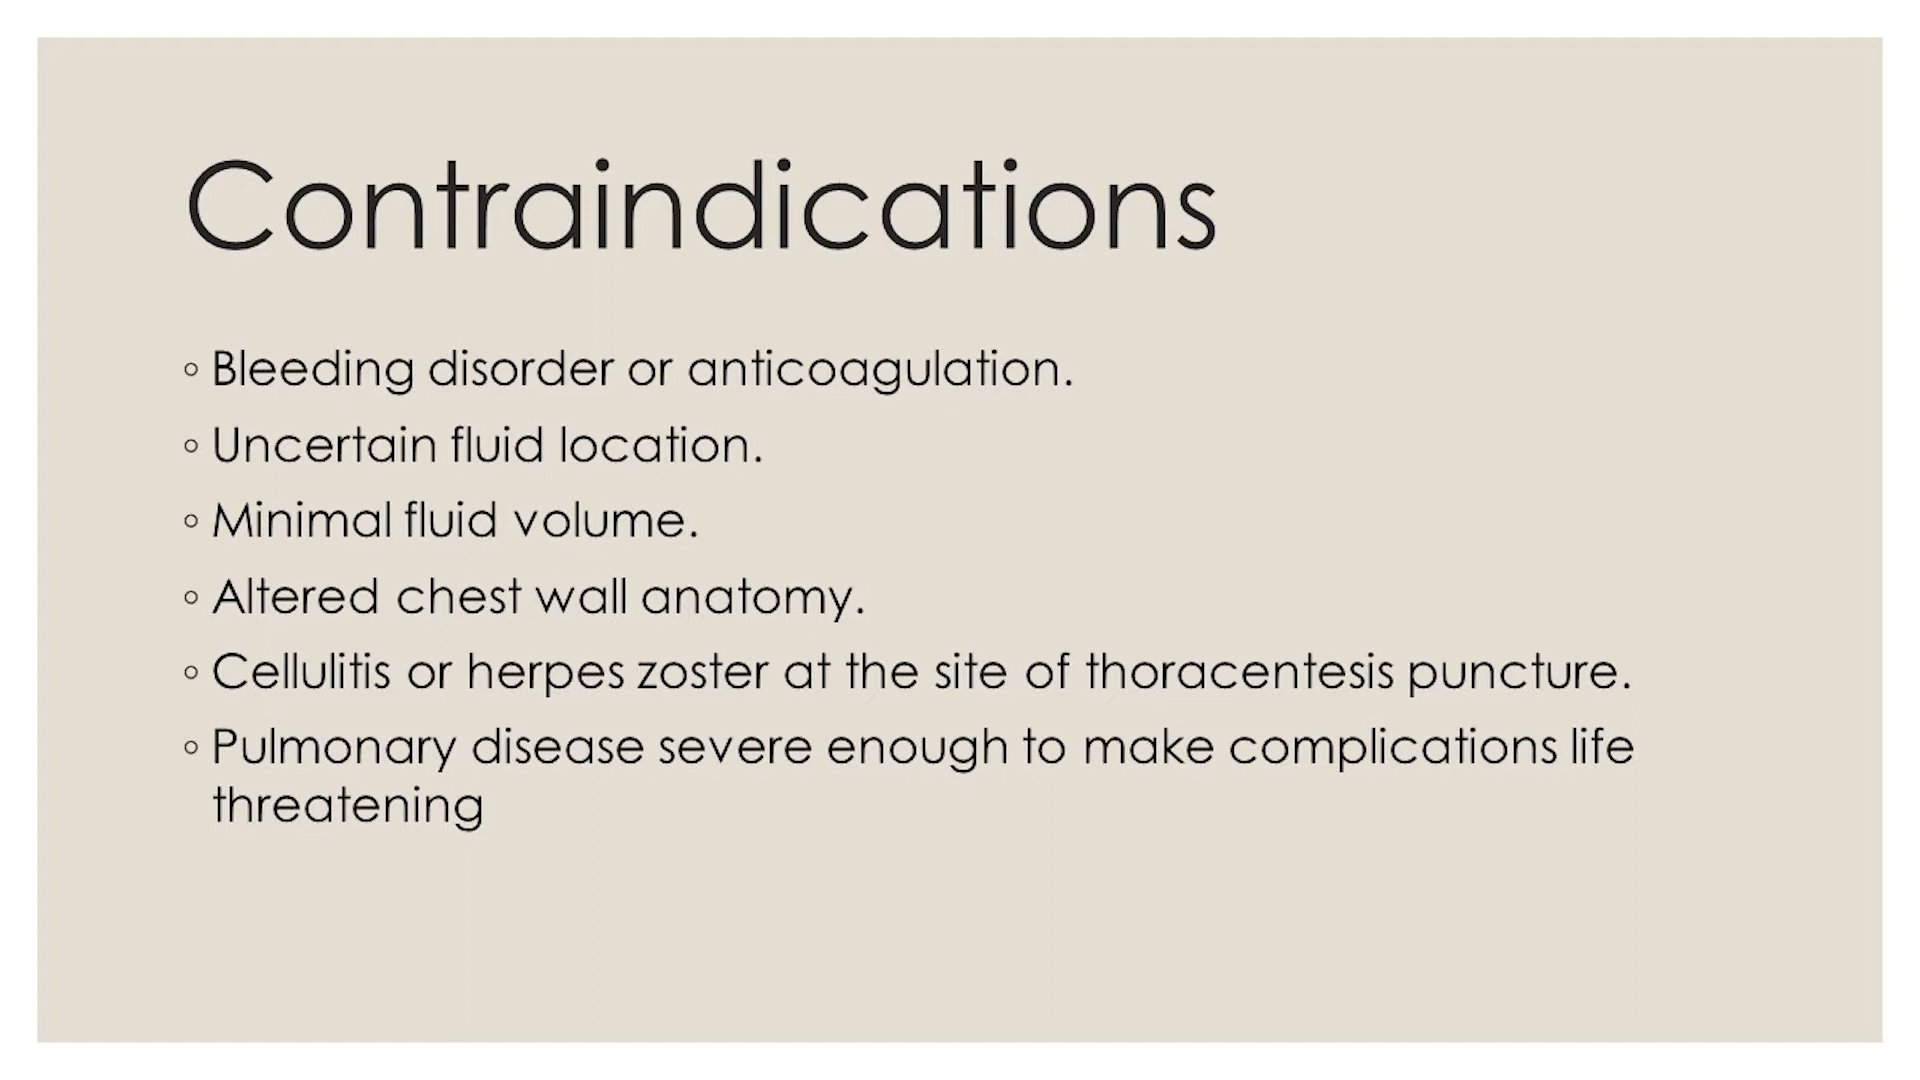 Contraindications
◦ Bleeding disorder or anticoagulation.
◦ Uncertain fluid location.
◦ Minimal fluid volume.
◦ Altered chest wall anatomy.
◦ Cellulitis or herpes zoster at the site of thoracentesis puncture.
◦ Pulmonary disease severe enough to make complications life
threatening